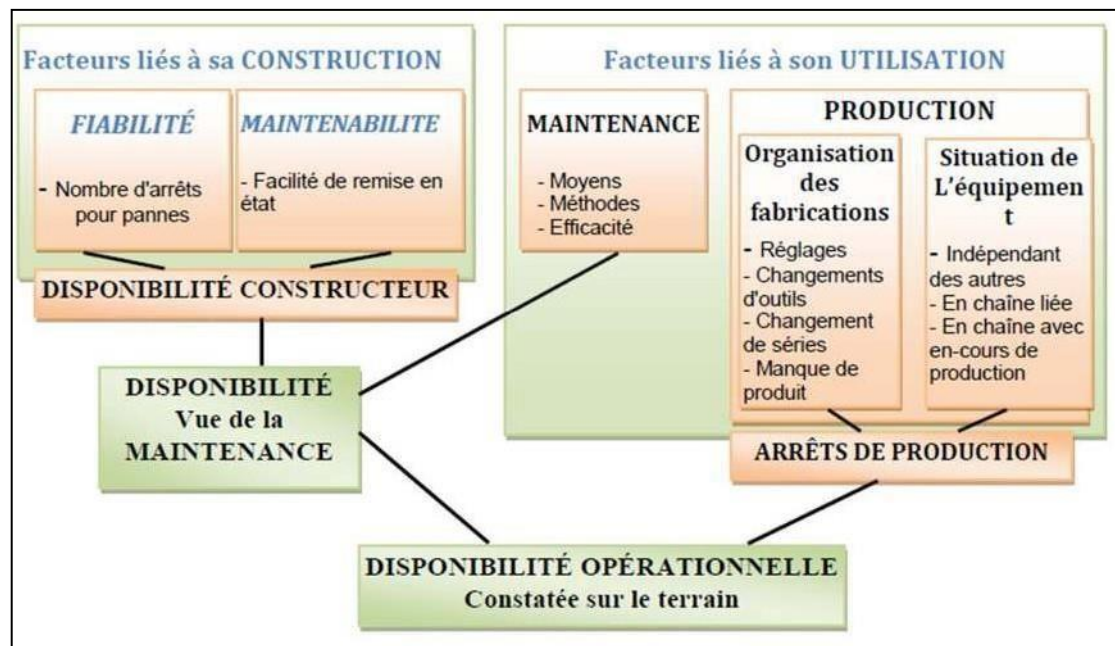 Facteurs liés à sa CONSTRUCTION
FIABILITÉ
- Nombre d'arrêts
pour pannes
MAINTENABILITE
- Facilité de remise en
état
DISPONIBILITÉ CONSTRUCTEUR
Facteurs liés à son UTILISATION
MAINTENANCE
- Moyens
- Méthodes
- Efficacité
PRODUCTION
Organisation
des
fabrications
- Réglages
- Changements
d'outils
- Changement
de séries
- Manque de
produit
Situation de
L'équipemen
t
- Indépendant
des autres
- En chaîne liée
- En chaîne avec
en-cours de
production
ARRÊTS DE PRODUCTION
DISPONIBILITÉ
Vue de la
MAINTENANCE
DISPONIBILITÉ OPÉRATIONNELLE
Constatée sur le terrain